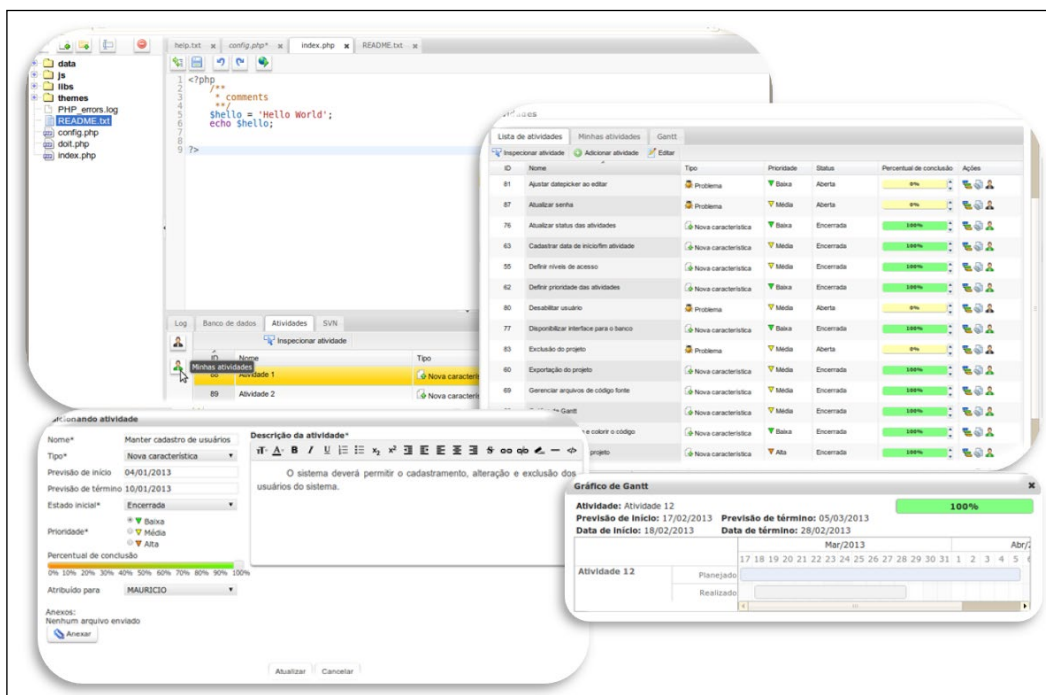 help.txt x config.php* x index.php x README.txt x
data
js
libs
themes
PHP_errors.log
README.txt
config.php
doit.php
index.php
1 <?php
2 /**
3 * comments
4 **/
5 $hello = 'Hello World';
6 echo $hello;
7
8
9 ?>
Log Banco de dados Atividades SVN
Inspecionar atividade
ID Nome Tipo
Minhas atividades
88 Atividade 1 Nova caracterís
89 Atividade 2 Nova caracterís
Lista de atividades Minhas atividades Gantt
Inspecionar atividade Adicionar atividade Editar
ID Nome Tipo Prioridade Status Percentual de conclusão Ações
81 Ajustar datepicker ao editar Problema Baixa Aberta 0%
87 Atualizar senha Problema Média Aberta 0%
76 Atualizar status das atividades Nova característica Baixa Encerrada 100%
63 Cadastrar data de início/fim atividade Nova característica Média Encerrada 100%
55 Definir níveis de acesso Nova característica Média Encerrada 100%
62 Definir prioridade das atividades Nova característica Baixa Encerrada 100%
80 Desabilitar usuário Problema Média Aberta 0%
77 Disponibilizar interface para o banco Nova característica Baixa Encerrada 100%
83 Exclusão do projeto Problema Média Aberta 0%
60 Exportação do projeto Nova característica Média Encerrada 100%
69 Gerenciar arquivos de código fonte Nova característica Média Encerrada 100%
Gantt Nova característica Média Encerrada 100%
e colorir o código Nova característica Baixa Encerrada 100%
projeto Nova característica Alta Encerrada 100%
Adicionando atividade
Nome* Manter cadastro de usuários
Tipo* Nova característica
Previsão de início 04/01/2013
Previsão de término 10/01/2013
Estado inicial* Encerrada
Prioridade*
Baixa
Média
Alta
Percentual de conclusão
0% 10% 20% 30% 40% 50% 60% 70% 80% 90% 100%
Atribuído para MAURICIO
Anexos:
Nenhum arquivo enviado
Anexar
Descrição da atividade*
O sistema deverá permitir o cadastramento, alteração e exclusão dos
usuários do sistema.
Atualizar Cancelar
Gráfico de Gantt x
Atividade: Atividade 12 100%
Previsão de início: 17/02/2013 Previsão de término: 05/03/2013
Data de início: 18/02/2013 Data de término: 28/02/2013
Mar/2013 Abr/2
17 18 19 20 21 22 23 24 25 26 27 28 29 30 31 1 2 3 4 5 6
Atividade 12 Planejado
Realizado